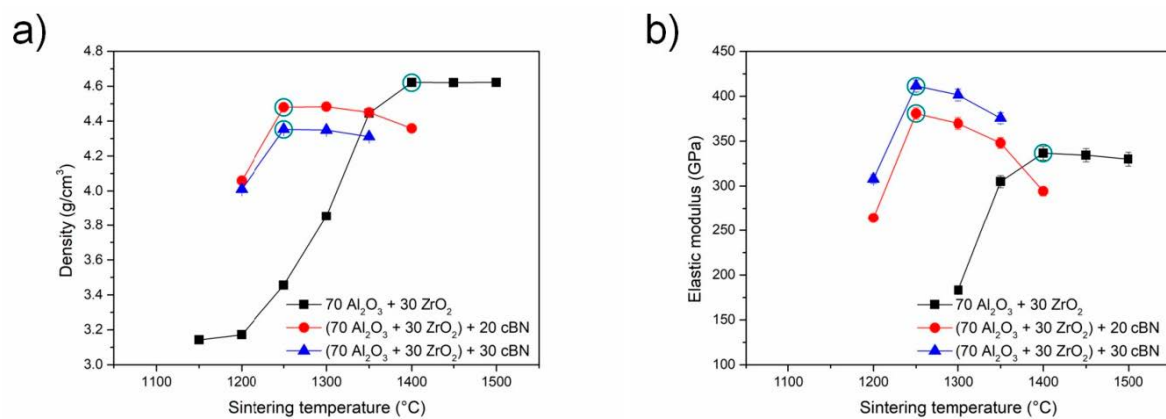 a)
4.8
4.6
4.4
4.2
4.0
3.8
3.6
3.4
3.2
3.0
Density (g/cm³)
70 Al₂O₃ + 30 ZrO₂
(70 Al₂O₃ + 30 ZrO₂) + 20 cBN
(70 Al₂O₃ + 30 ZrO₂) + 30 cBN
1100 1200 1300 1400 1500
Sintering temperature (°C)
b)
450
400
350
300
250
200
150
100
Elastic modulus (GPa)
70 Al₂O₃ + 30 ZrO₂
(70 Al₂O₃ + 30 ZrO₂) + 20 cBN
(70 Al₂O₃ + 30 ZrO₂) + 30 cBN
1100 1200 1300 1400 1500
Sintering temperature (°C)